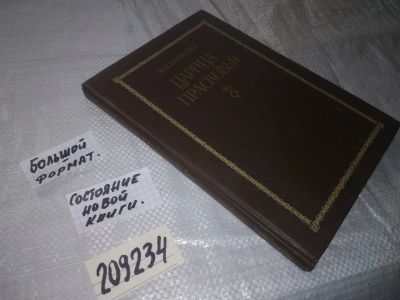 ЦАРИЦА
ПРАСКОВЬЯ
БОЛЬШОЙ
ФОРМАТ.
СОСТОЯНИЕ
НОВОЙ
КНИГИ.
209234